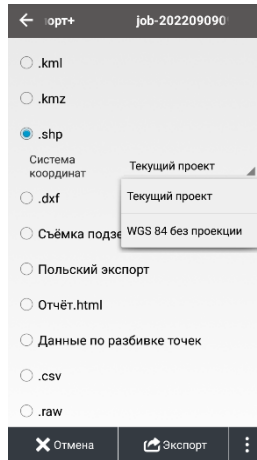 порт+ job-202209090
.kml
.kmz
.shp
Система
координат
Текущий проект
Текущий проект
.dxf
WGS 84 без проекции
Съёмка подзе
Польский экспорт
Отчёт.html
Данные по разбивке точек
.csv
.raw
Отмена Экспорт